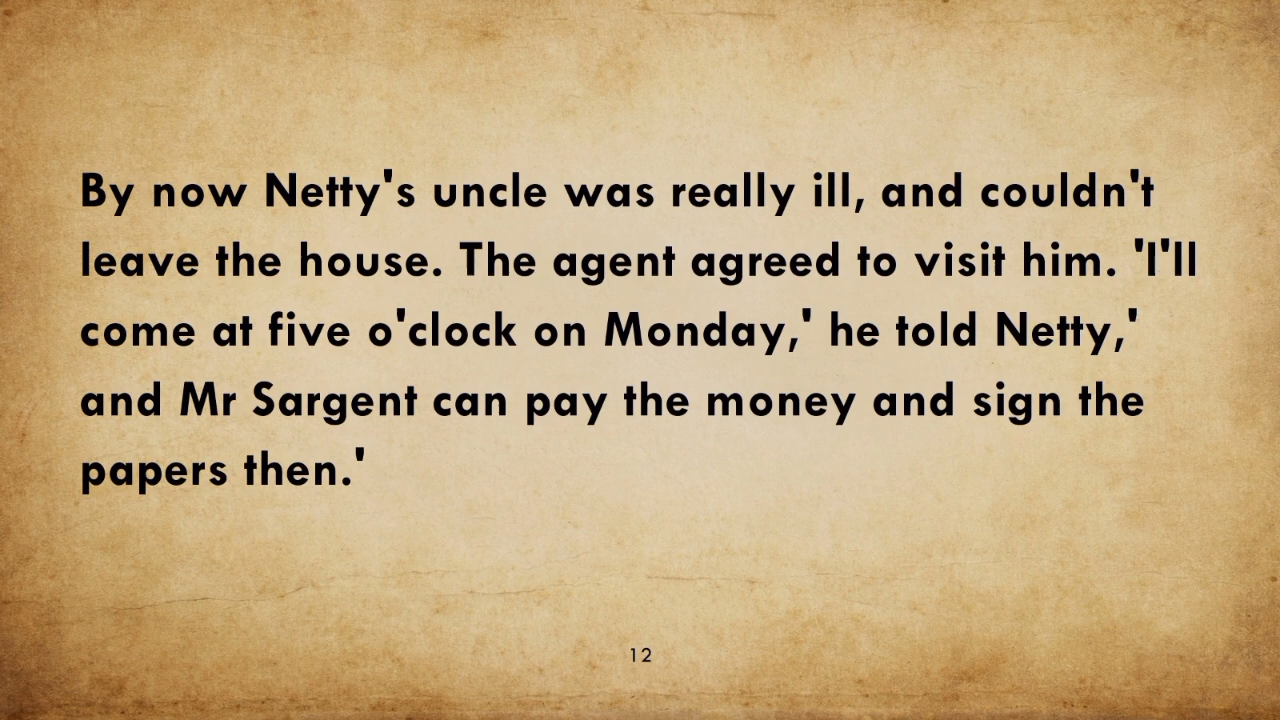 By now Netty's uncle was really ill, and couldn't
leave the house. The agent agreed to visit him. 'I'll
come at five o'clock on Monday,' he told Netty,'
and Mr Sargent can pay the money and sign the
papers then.'
12